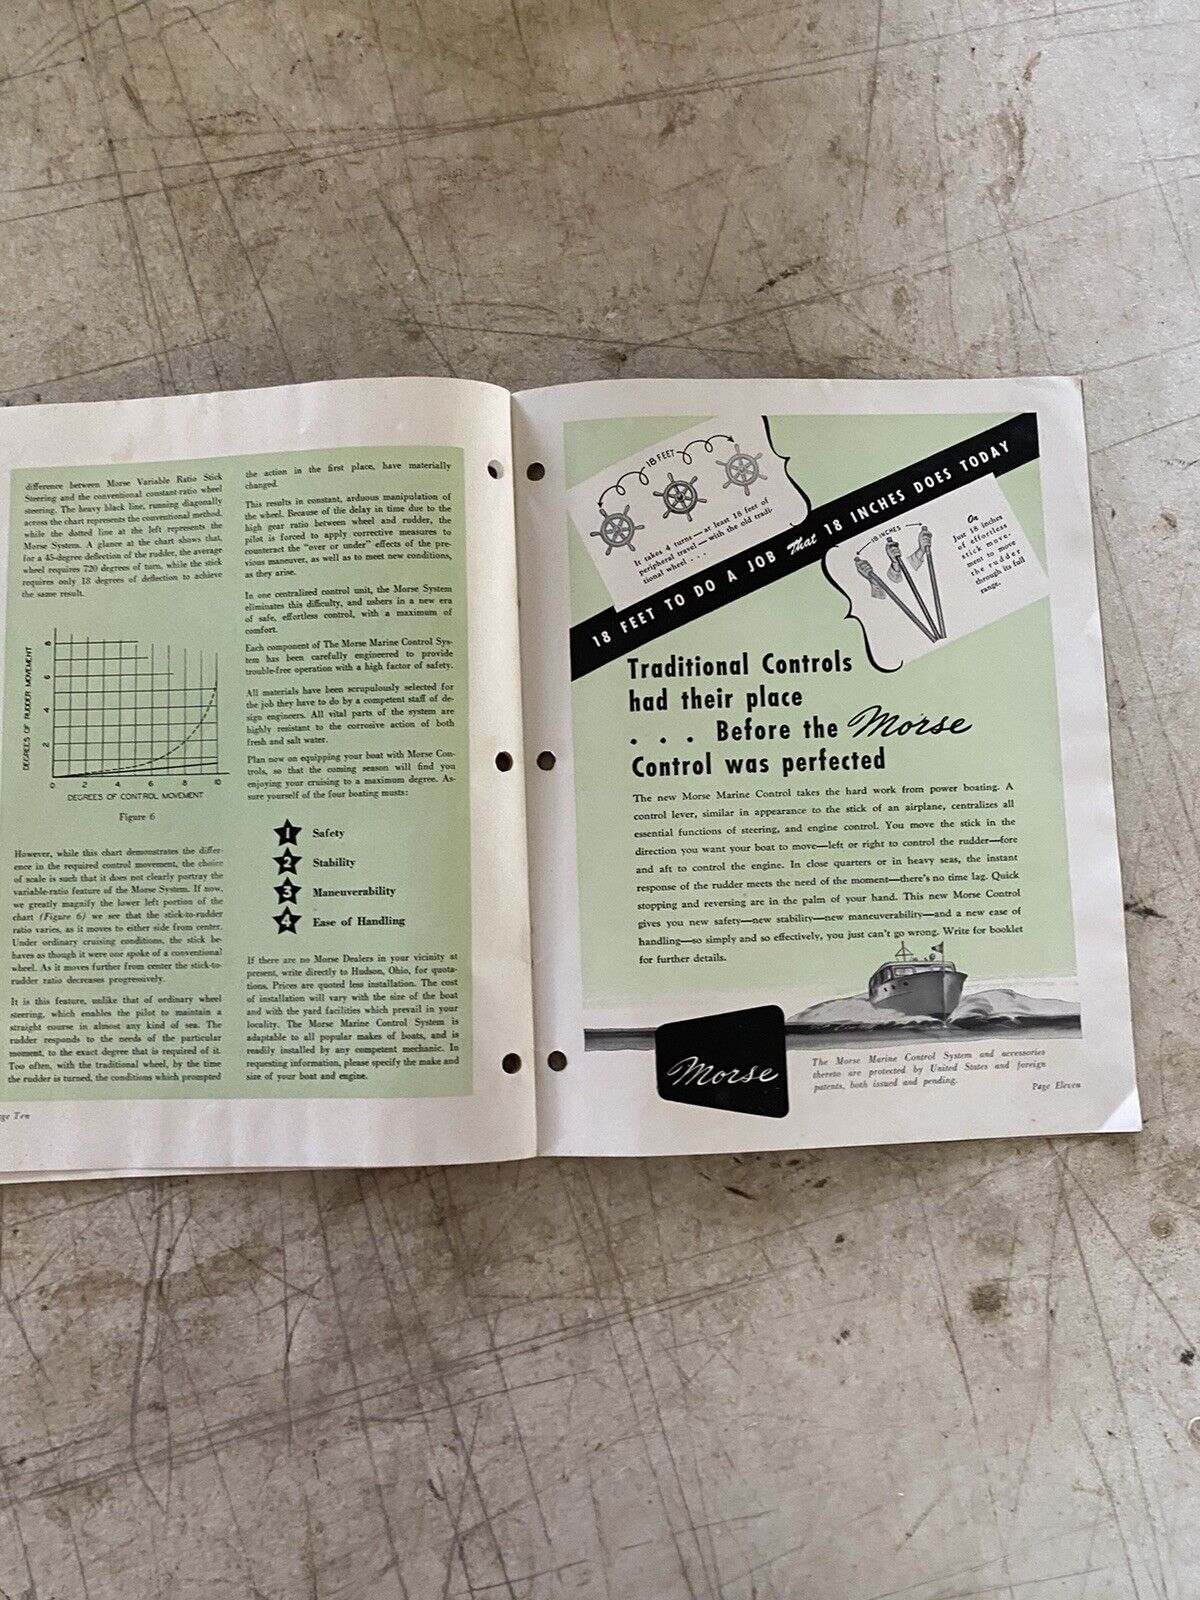 difference between Morse Variable Ratio Stick
Steering and the conventional constant-ratio wheel
steering. The heavy black line, running diagonally
across the chart represents the conventional method,
while the dotted line at the left represents the
Morse System. A glance at the chart shows that,
for a 45-degree deflection of the rudder, the average
wheel requires 720 degrees of turn, while the stick
requires only 18 degrees of deflection to achieve
the same result.
DEGREES OF RUDDER MOVEMENT
8
6
4
2
0 2 4 6 8 10
DEGREES OF CONTROL MOVEMENT
Figure 6
However, while this chart demonstrates the differ-
ence in the required control movement, the choice
of scale is such that it does not clearly portray the
variable-ratio feature of the Morse System. If now,
we greatly magnify the lower left portion of the
chart (Figure 6) we see that the stick-to-rudder
ratio varies, as it moves to either side from center.
Under ordinary cruising conditions, the stick be-
haves as though it were one spoke of a conventional
wheel. As it moves further from center the stick-to-
rudder ratio decreases progressively.
It is this feature, unlike that of ordinary wheel
steering, which enables the pilot to maintain a
straight course in almost any kind of sea. The
rudder responds to the needs of the particular
moment, to the exact degree that is required of it.
Too often, with the traditional wheel, by the time
the rudder is turned, the conditions which prompted
the action in the first place, have materially
changed.
This results in constant, arduous manipulation of
the wheel. Because of the delay in time due to the
high gear ratio between wheel and rudder, the
pilot is forced to apply corrective measures to
counteract the "over or under" effects of the pre-
vious maneuver, as well as to meet new conditions,
as they arise.
In one centralized control unit, the Morse System
eliminates this difficulty, and ushers in a new era
of safe, effortless control, with a maximum of
comfort.
Each component of The Morse Marine Control Sys-
tem has been carefully engineered to provide
trouble-free operation with a high factor of safety.
All materials have been scrupulously selected for
the job they have to do by a competent staff of de-
sign engineers. All vital parts of the system are
highly resistant to the corrosive action of both
fresh and salt water.
Plan now on equipping your boat with Morse Con-
trols, so that the coming season will find you
enjoying your cruising to a maximum degree. As-
sure yourself of the four boating musts:
1 Safety
2 Stability
3 Maneuverability
4 Ease of Handling
If there are no Morse Dealers in your vicinity at
present, write directly to Hudson, Ohio, for quota-
tions. Prices are quoted less installation. The cost
of installation will vary with the size of the boat
and with the yard facilities which prevail in your
locality. The Morse Marine Control System is
adaptable to all popular makes of boats, and is
readily installed by any competent mechanic. In
requesting information, please specify the make and
size of your boat and engine.
ge Ten
18 FEET
It takes 4 turns — at least 18 feet of
peripheral travel — with the old tradi-
tional wheel . . .
18 FEET TO DO A JOB That 18 INCHES DOES TODAY
18 INCHES
On
Just 18 inches
of effortless
stick move-
ment to move
the rudder
through its full
range.
Traditional Controls
had their place
. . . Before the Morse
Control was perfected
The new Morse Marine Control takes the hard work from power boating. A
control lever, similar in appearance to the stick of an airplane, centralizes all
essential functions of steering, and engine control. You move the stick in the
direction you want your boat to move—left or right to control the rudder—fore
and aft to control the engine. In close quarters or in heavy seas, the instant
response of the rudder meets the need of the moment—there's no time lag. Quick
stopping and reversing are in the palm of your hand. This new Morse Control
gives you new safety—new stability—new maneuverability—and a new ease of
handling—so simply and so effectively, you just can't go wrong. Write for booklet
for further details.
Morse
The Morse Marine Control System and accessories
thereto are protected by United States and foreign
patents, both issued and pending.
Page Eleven